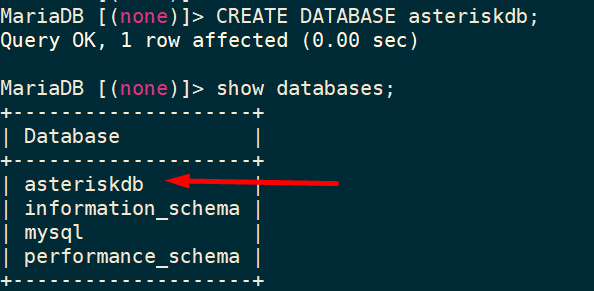 MariaDB [(none)]> CREATE DATABASE asteriskdb;
Query OK, 1 row affected (0.00 sec)
MariaDB [(none)]> show databases;
+--------------------+
| Database           |
+--------------------+
| asteriskdb         |
| information_schema |
| mysql              |
| performance_schema |
+--------------------+